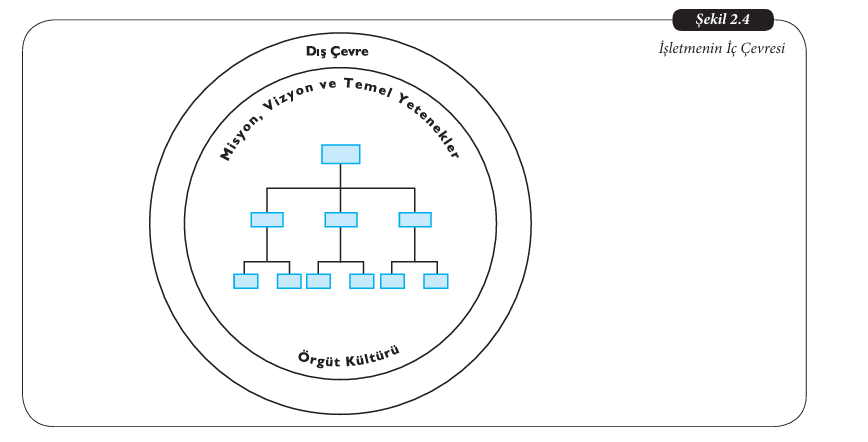 Şekil 2.4
İşletmenin İç Çevresi
Dış Çevre
Misyon, Vizyon ve Temel Yetenekler
Örgüt Kültürü